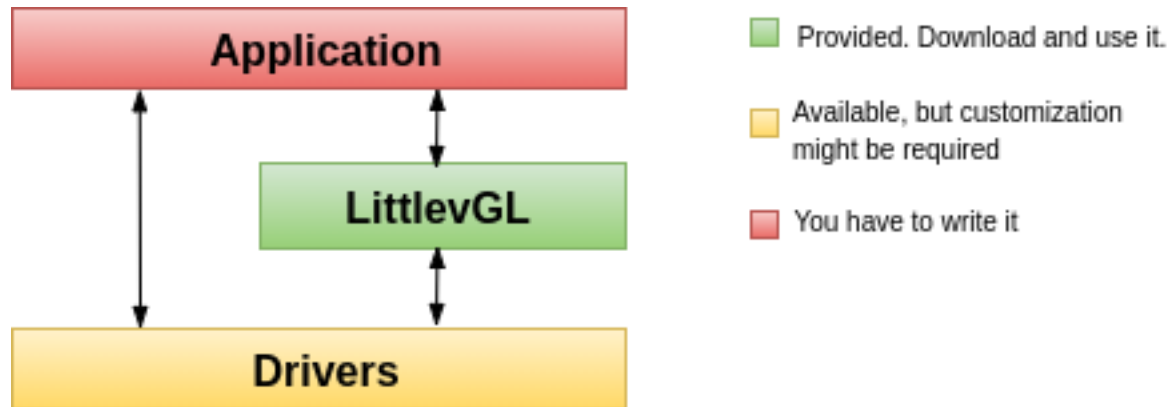 Application
LittlevGL
Drivers
Provided. Download and use it.
Available, but customization
might be required
You have to write it